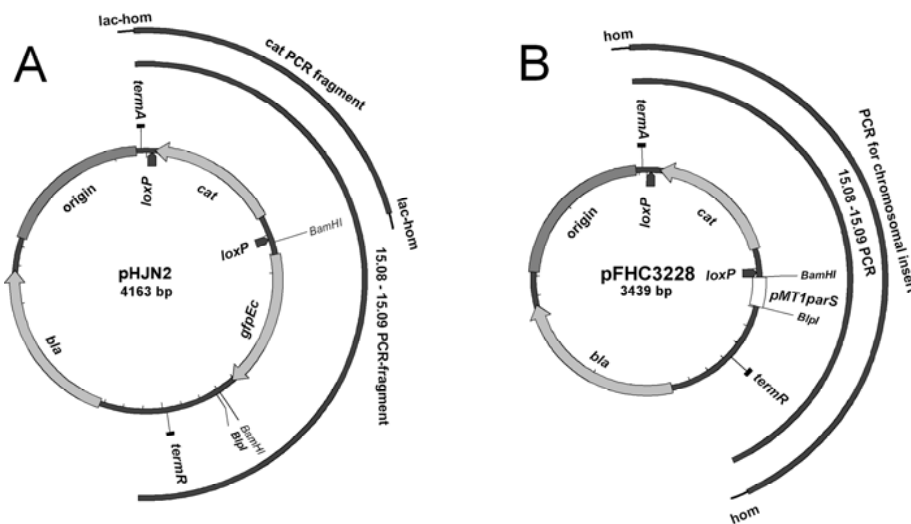 A
lac-hom
cat PCR fragment
lac-hom
15.08 - 15.09 PCR-fragment
termA
loxP
cat
origin
loxP
BamHI
pHJN2
4163 bp
gfpEc
bla
BamHI
BlpI
termR
B
hom
PCR for chromosomal insert
15.08 -15.09 PCR
termA
loxP
cat
origin
loxP
BamHI
pFHC3228
3439 bp
pMT1parS
BlpI
bla
termR
hom